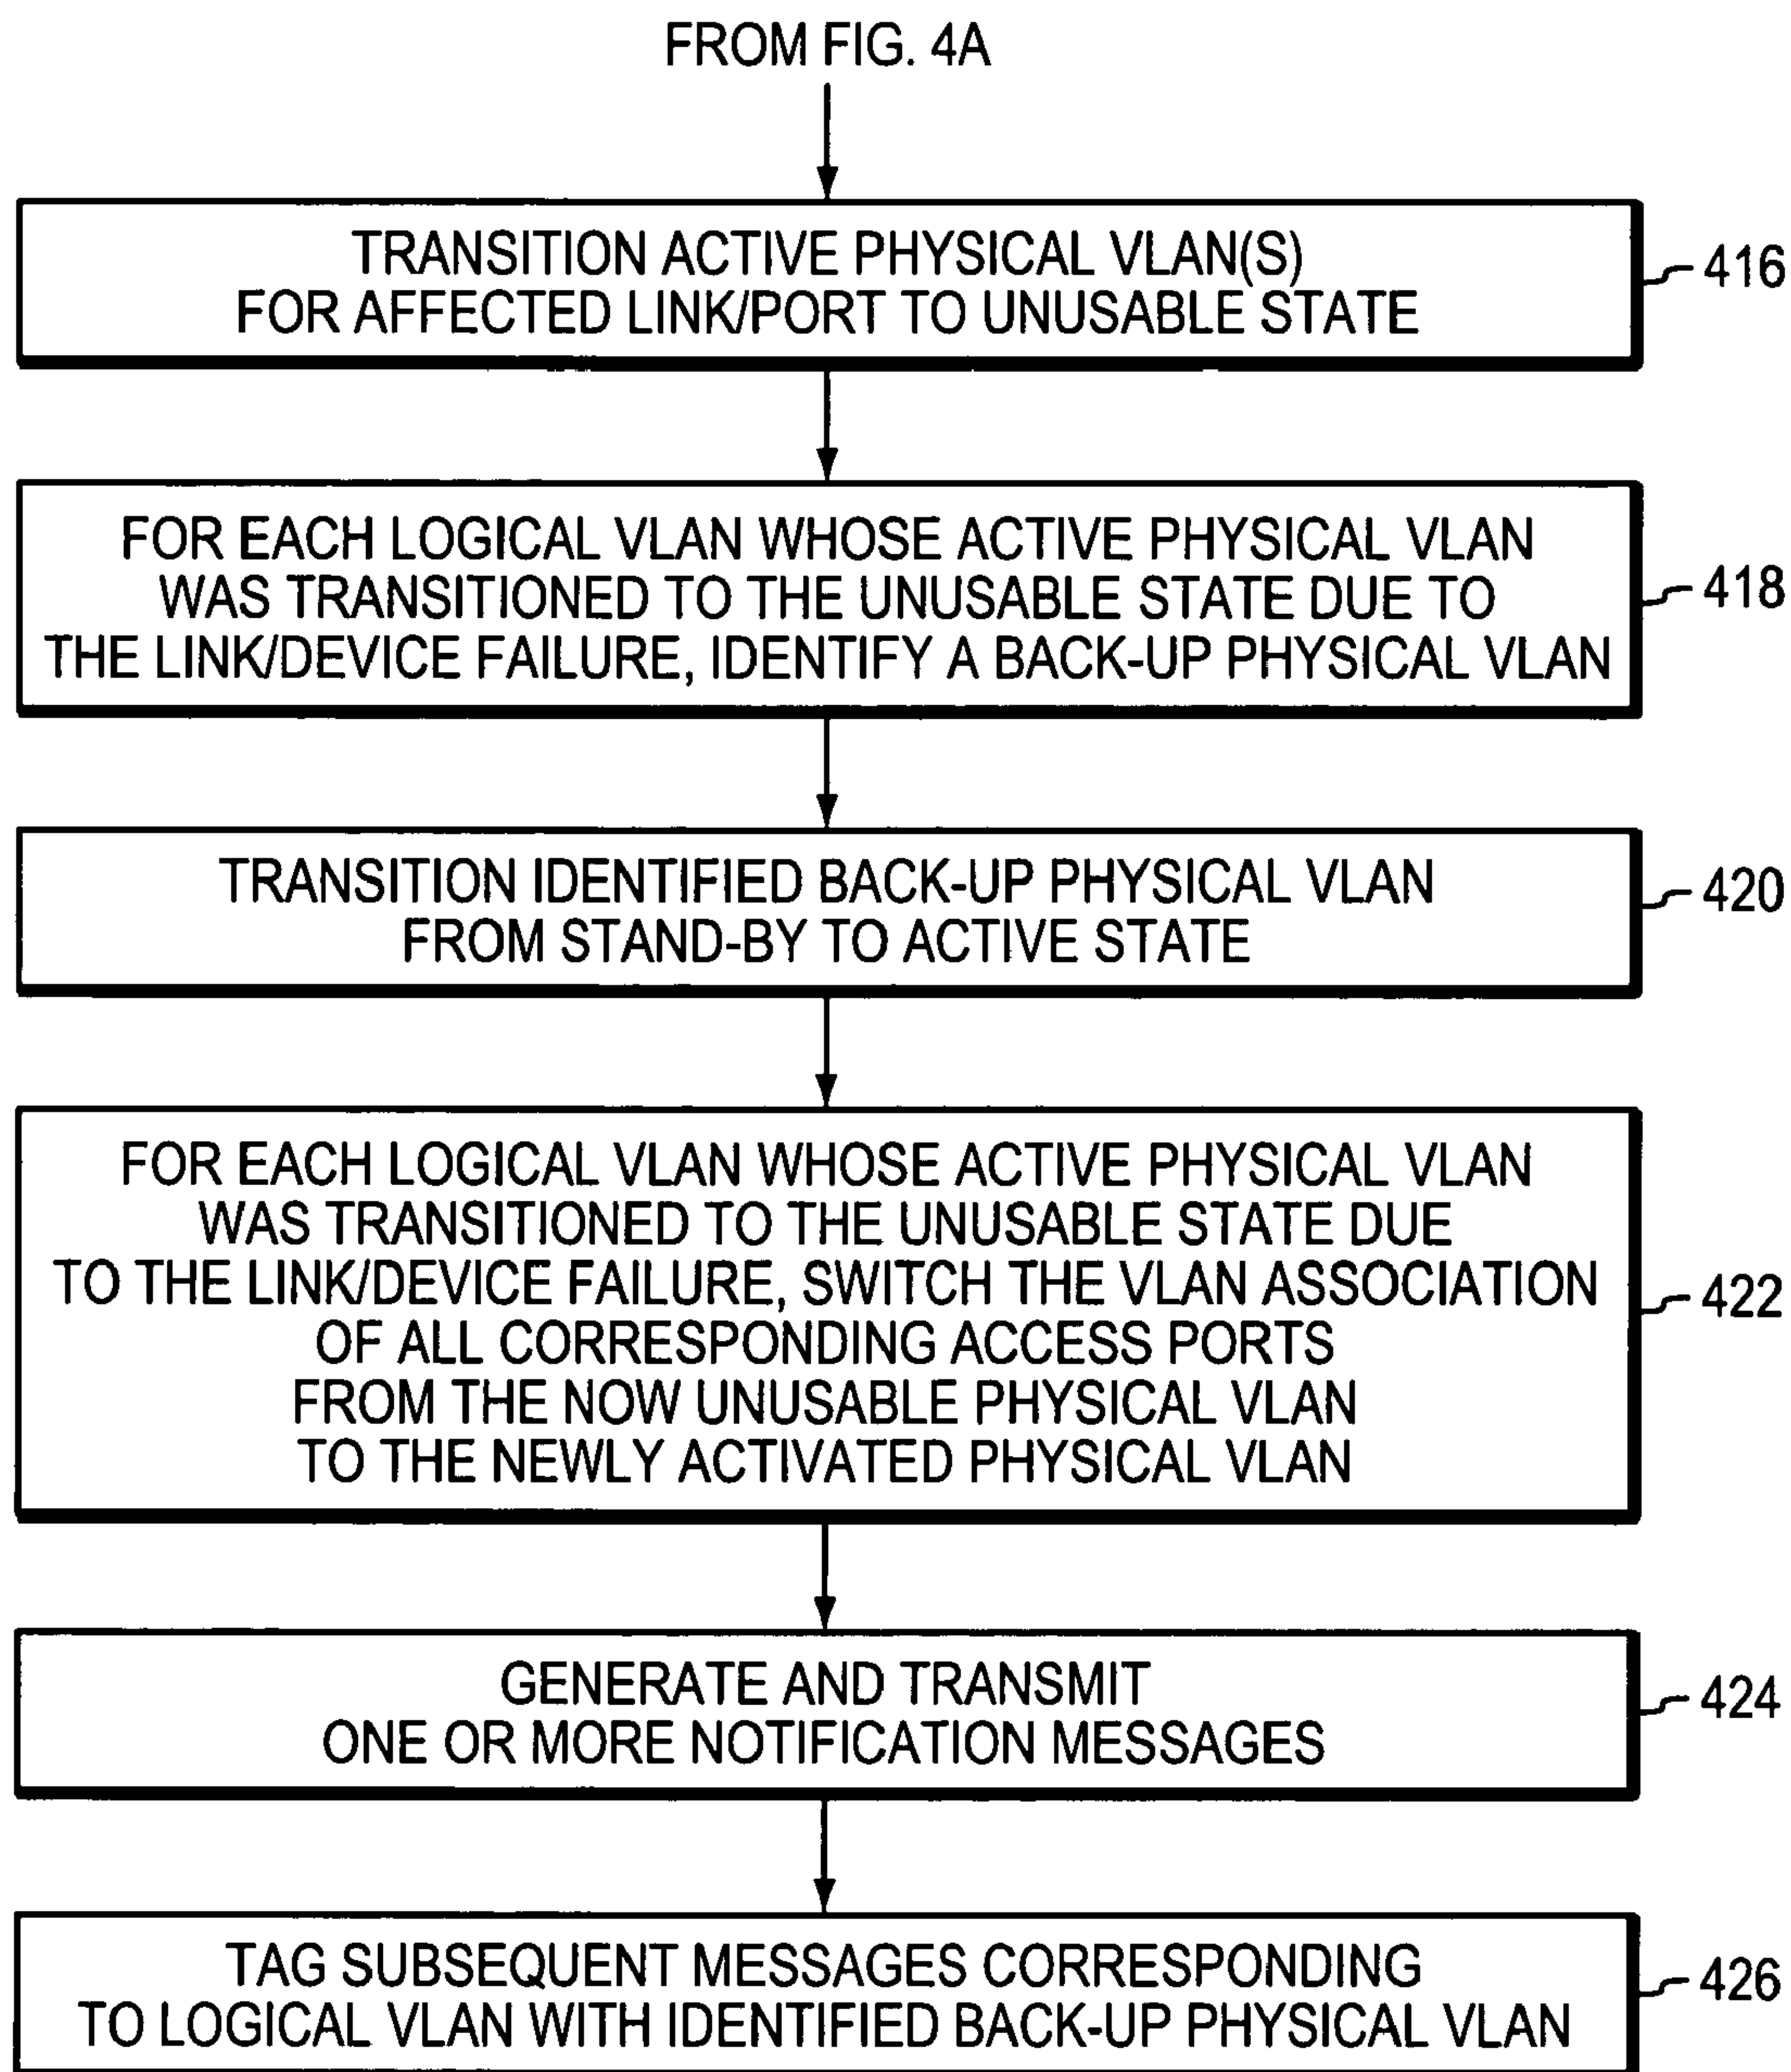 FROM FIG. 4A
TRANSITION ACTIVE PHYSICAL VLAN(S)
FOR AFFECTED LINK/PORT TO UNUSABLE STATE
416
FOR EACH LOGICAL VLAN WHOSE ACTIVE PHYSICAL VLAN
WAS TRANSITIONED TO THE UNUSABLE STATE DUE TO
THE LINK/DEVICE FAILURE, IDENTIFY A BACK-UP PHYSICAL VLAN
418
TRANSITION IDENTIFIED BACK-UP PHYSICAL VLAN
FROM STAND-BY TO ACTIVE STATE
420
FOR EACH LOGICAL VLAN WHOSE ACTIVE PHYSICAL VLAN
WAS TRANSITIONED TO THE UNUSABLE STATE DUE
TO THE LINK/DEVICE FAILURE, SWITCH THE VLAN ASSOCIATION
OF ALL CORRESPONDING ACCESS PORTS
FROM THE NOW UNUSABLE PHYSICAL VLAN
TO THE NEWLY ACTIVATED PHYSICAL VLAN
422
GENERATE AND TRANSMIT
ONE OR MORE NOTIFICATION MESSAGES
424
TAG SUBSEQUENT MESSAGES CORRESPONDING
TO LOGICAL VLAN WITH IDENTIFIED BACK-UP PHYSICAL VLAN
426